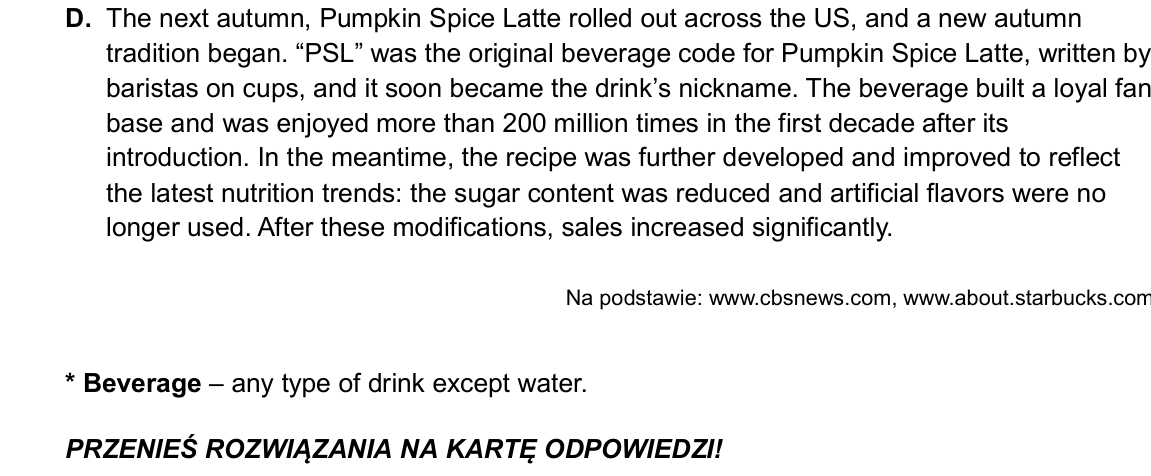 D. The next autumn, Pumpkin Spice Latte rolled out across the US, and a new autumn
tradition began. “PSL” was the original beverage code for Pumpkin Spice Latte, written by
baristas on cups, and it soon became the drink’s nickname. The beverage built a loyal fan
base and was enjoyed more than 200 million times in the first decade after its
introduction. In the meantime, the recipe was further developed and improved to reflect
the latest nutrition trends: the sugar content was reduced and artificial flavors were no
longer used. After these modifications, sales increased significantly.
Na podstawie: www.cbsnews.com, www.about.starbucks.com
* Beverage – any type of drink except water.
PRZENIEŚ ROZWIĄZANIA NA KARTĘ ODPOWIEDZI!